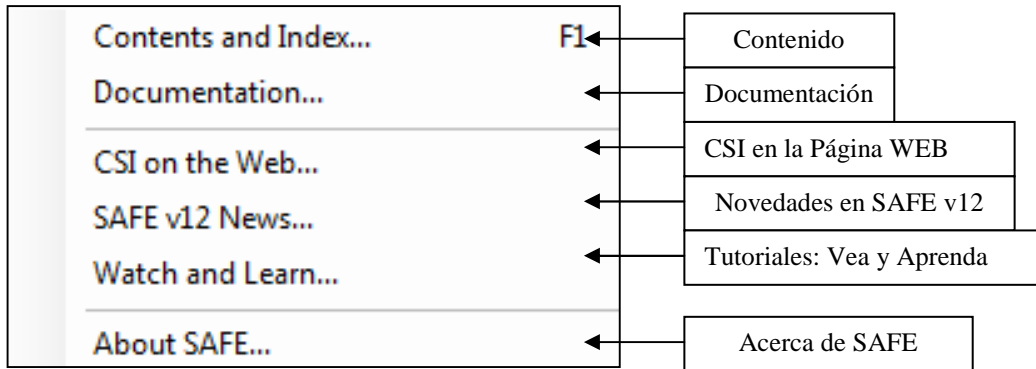 Contents and Index... F1 Contenido
Documentation... Documentación
CSI on the Web... CSI en la Página WEB
SAFE v12 News... Novedades en SAFE v12
Watch and Learn... Tutoriales: Vea y Aprenda
About SAFE... Acerca de SAFE